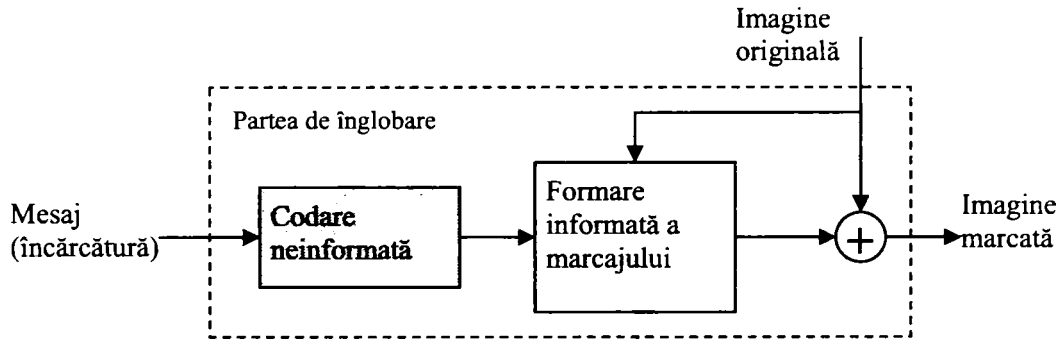 Imagine
originală
Partea de înglobare
Mesaj
(încărcătură)
Codare
neinformată
Formare
informată a
marcajului
+
Imagine
marcată